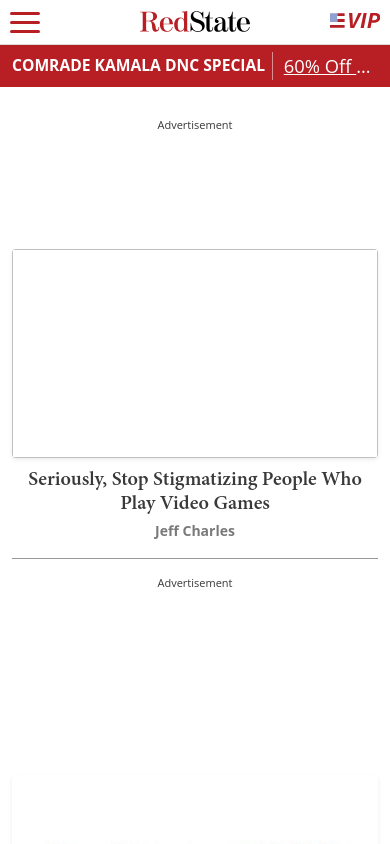 RedState
VIP
COMRADE KAMALA DNC SPECIAL
60% Off ...
Advertisement
Seriously, Stop Stigmatizing People Who
Play Video Games
Jeff Charles
Advertisement